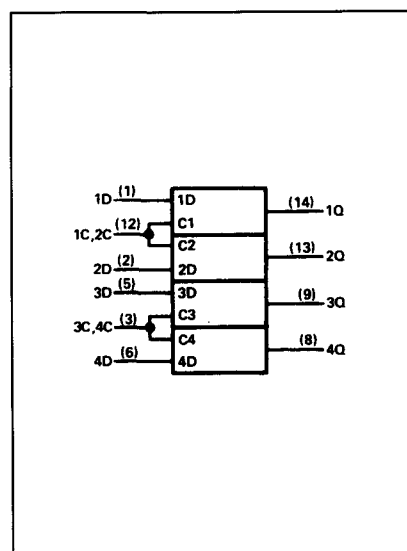 1D (1) 1D (14) 1Q
C1
1C,2C (12)
C2 (13) 2Q
2D (2) 2D
3D (5) 3D (9) 3Q
C3
3C,4C (3)
C4 (8) 4Q
4D (6) 4D